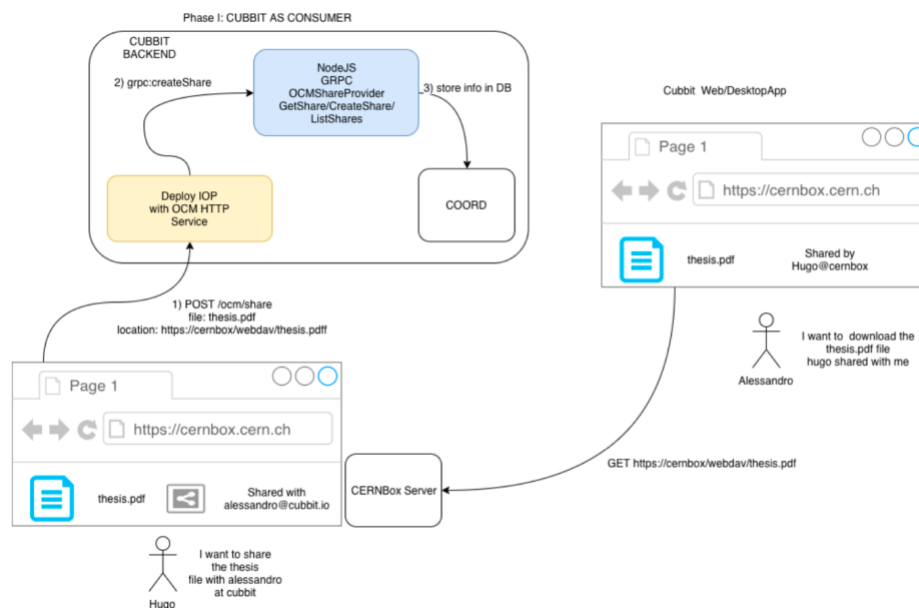 Phase I: CUBBIT AS CONSUMER
CUBBIT
BACKEND
2) grpc:createShare
NodeJS
GRPC
OCMShareProvider
GetShare/CreateShare/
ListShares
3) store info in DB
Deploy IOP
with OCM HTTP
Service
COORD
1) POST /ocm/share
file: thesis.pdf
location: https://cernbox/webdav/thesis.pdff
Page 1
https://cernbox.cern.ch
thesis.pdf
Shared with
alessandro@cubbit.io
CERNBox Server
I want to share
the thesis
file with alessandro
at cubbit
Hugo
Cubbit Web/DesktopApp
Page 1
https://cernbox.cern.ch
thesis.pdf
Shared by
Hugo@cernbox
I want to download the
thesis.pdf file
hugo shared with me
Alessandro
GET https://cernbox/webdav/thesis.pdf